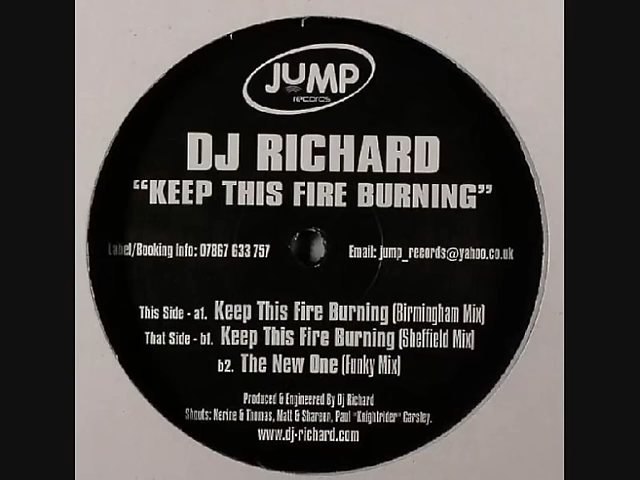 JUMP
records
DJ RICHARD
"KEEP THIS FIRE BURNING"
Label/Booking Info: 07867 633 757 Email: jump_records@yahoo.co.uk
This Side - a1. Keep This Fire Burning (Birmingham Mix)
That Side - b1. Keep This Fire Burning (Sheffield Mix)
b2. The New One (Funky Mix)
Produced & Engineered By Dj Richard
Shouts: Kerine & Thomas, Matt & Shareon, Paul "Knightrider" Garsley.
www.dj-richard.com